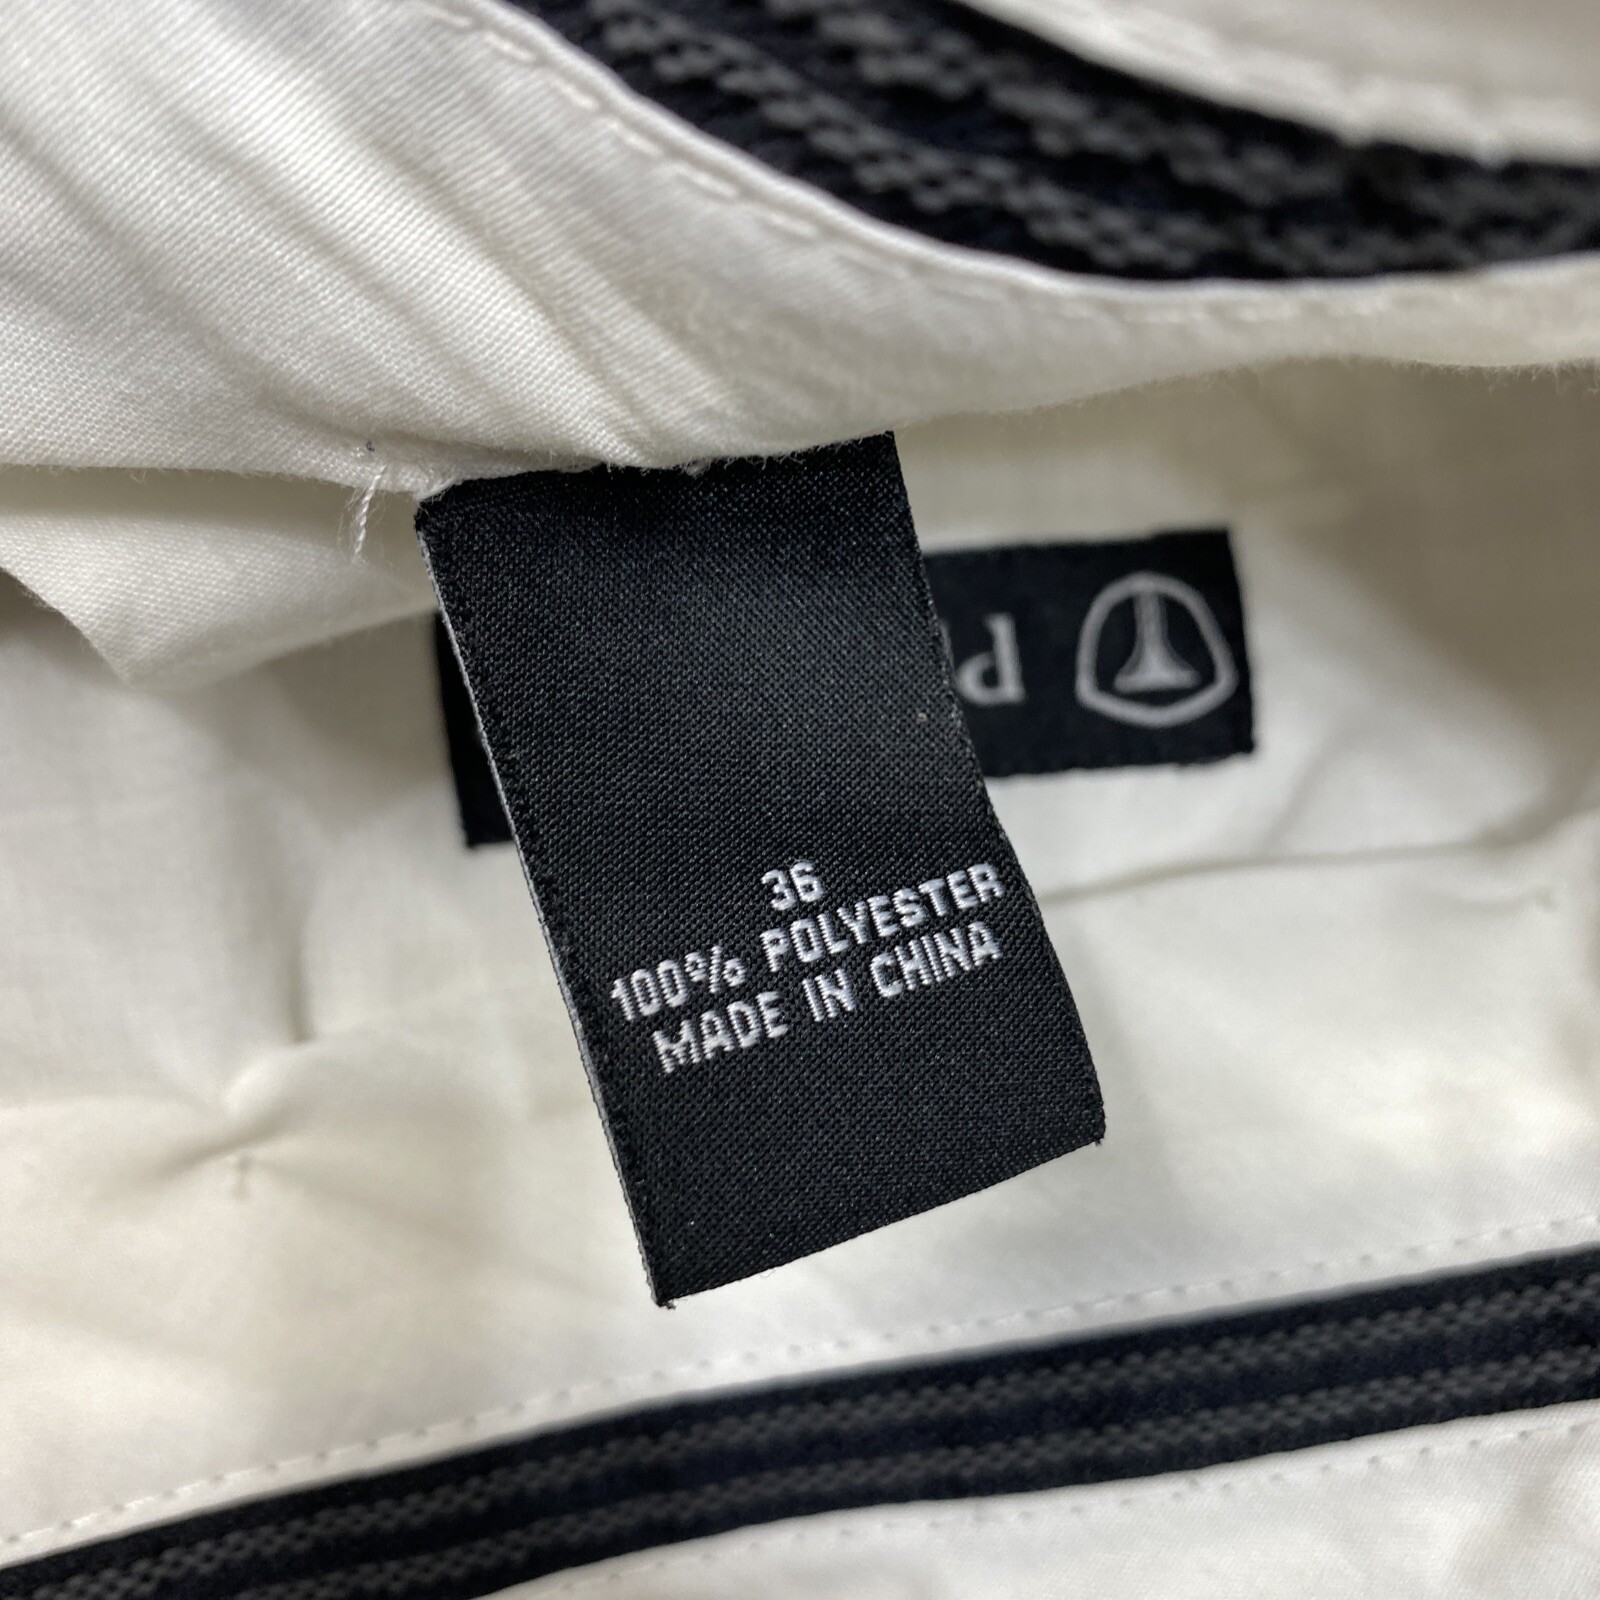 36
100% POLYESTER
MADE IN CHINA
d